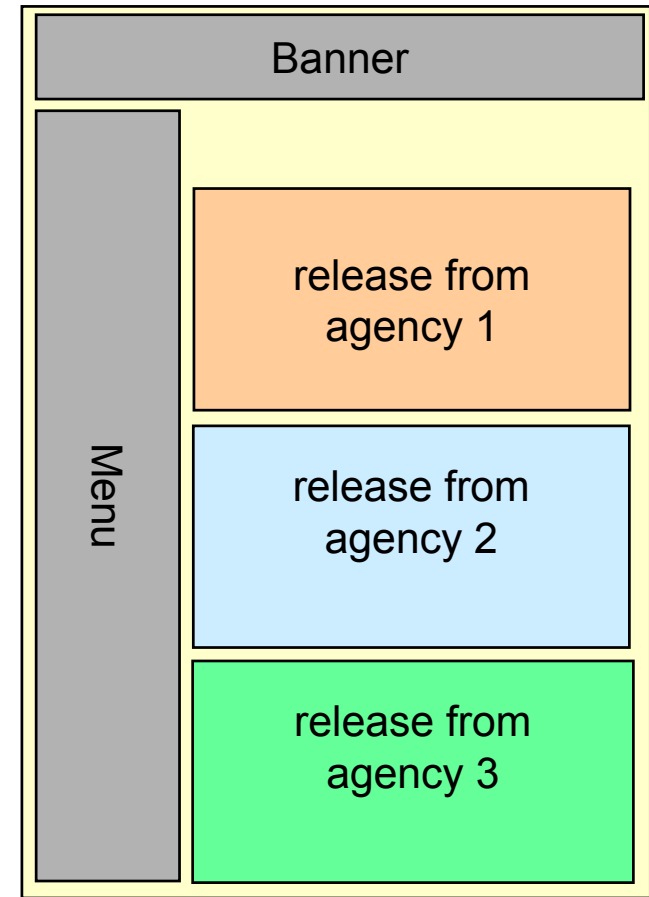 Banner
Menu
release from
agency 1
release from
agency 2
release from
agency 3